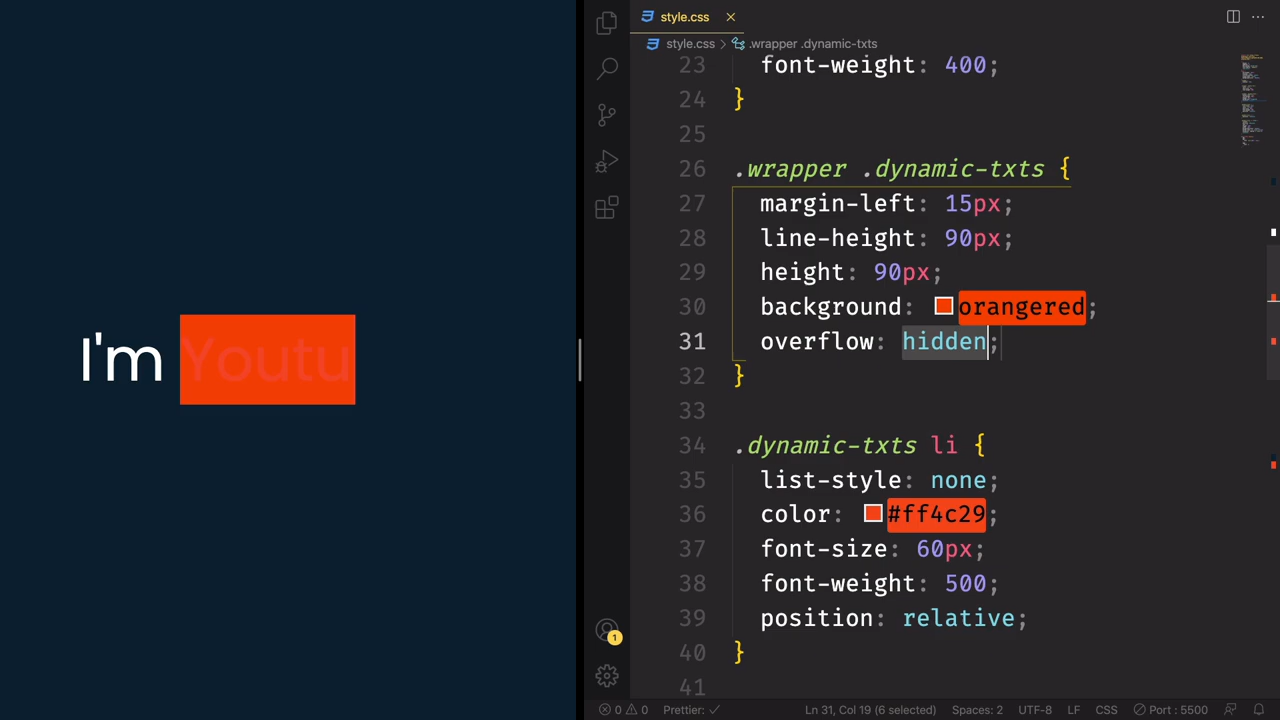 I'm Youtu
style.css
style.css > .wrapper .dynamic-txts
23 font-weight: 400;
24 }
25
26 .wrapper .dynamic-txts {
27 margin-left: 15px;
28 line-height: 90px;
29 height: 90px;
30 background: orangered;
31 overflow: hidden;
32 }
33
34 .dynamic-txts li {
35 list-style: none;
36 color: #ff4c29;
37 font-size: 60px;
38 font-weight: 500;
39 position: relative;
40 }
41
1
0 0 Prettier: ✓ Ln 31, Col 19 (6 selected) Spaces: 2 UTF-8 LF CSS Port : 5500